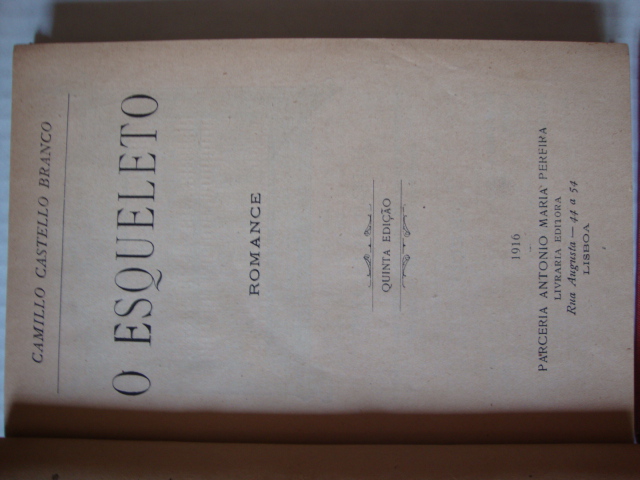 CAMILLO CASTELLO BRANCO
O ESQUELETO
ROMANCE
QUINTA EDIÇÃO
1916
PARCERIA ANTONIO MARIA PEREIRA
LIVRARIA EDITORA
Rua Augusta — 44 a 54
LISBOA